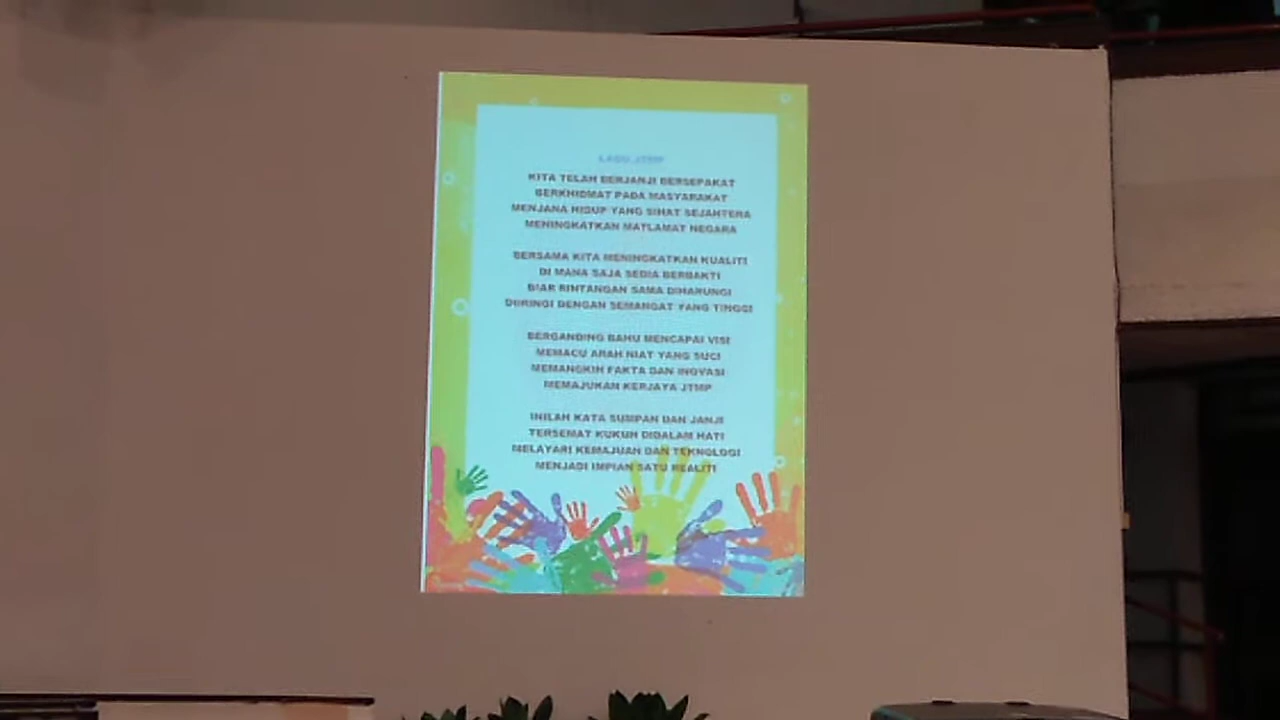 LAGU JTMP
KITA TELAH BERJANJI BERSEPAKAT
BERKHIDMAT PADA MASYARAKAT
MENJANA HIDUP YANG SIHAT SEJAHTERA
MENINGKATKAN MATLAMAT NEGARA
BERSAMA KITA MENINGKATKAN KUALITI
DI MANA SAJA SEDIA BERBAKTI
BIAR RINTANGAN SAMA DIHARUNGI
DIIRINGI DENGAN SEMANGAT YANG TINGGI
BERGANDING BAHU MENCAPAI VISI
MEMACU ARAH NIAT YANG SUCI
MEMANGKIN FAKTA DAN INOVASI
MEMAJUKAN KERJAYA JTMP
INILAH KATA SUMPAH DAN JANJI
TERSEMAT KUKUH DIDALAM HATI
MELAYARI KEMAJUAN DAN TEKNOLOGI
MENJADI IMPIAN SATU REALITI